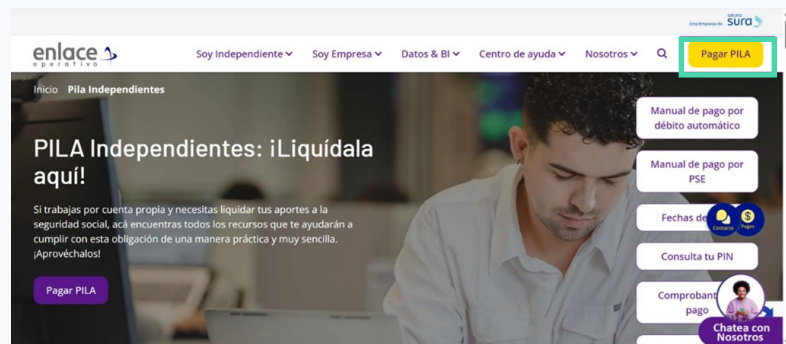 Una Empresa de
GRUPO
sura
enlace
operativo
Soy Independiente Soy Empresa Datos & BI Centro de ayuda Nosotros Pagar PILA
Inicio Pila Independientes
PILA Independientes: ¡Liquídala
aquí!
Si trabajas por cuenta propia y necesitas liquidar tus aportes a la
seguridad social, acá encuentras todos los recursos que te ayudarán a
cumplir con esta obligación de una manera práctica y muy sencilla.
¡Aprovéchalos!
Pagar PILA
Manual de pago por
débito automático
Manual de pago por
PSE
Fechas de
Contacto
$
Pagos
Consulta tu PIN
Comprobant
pago
Chatea con
Nosotros